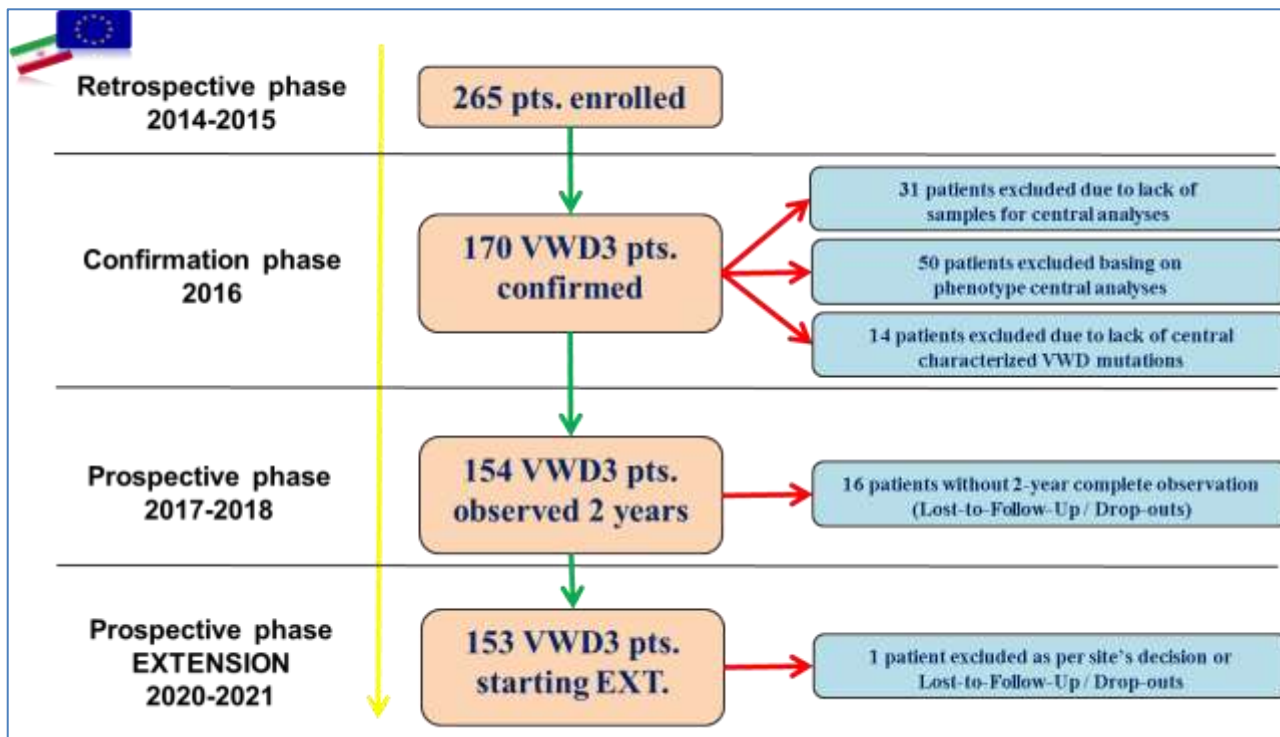 Retrospective phase
2014-2015
265 pts. enrolled
Confirmation phase
2016
170 VWD3 pts.
confirmed
31 patients excluded due to lack of
samples for central analyses
50 patients excluded basing on
phenotype central analyses
14 patients excluded due to lack of central
characterized VWD mutations
Prospective phase
2017-2018
154 VWD3 pts.
observed 2 years
16 patients without 2-year complete observation
(Lost-to-Follow-Up / Drop-outs)
Prospective phase
EXTENSION
2020-2021
153 VWD3 pts.
starting EXT.
1 patient excluded as per site's decision or
Lost-to-Follow-Up / Drop-outs